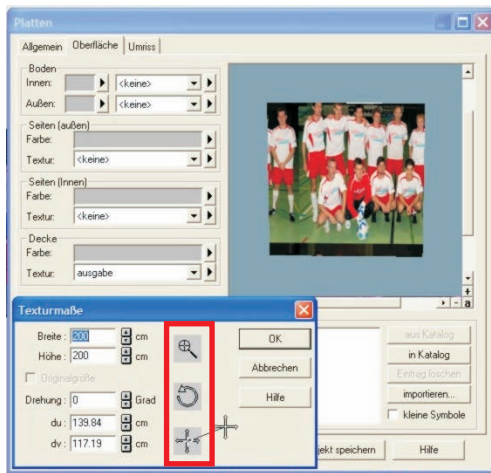 Platten
Allgemein Oberfläche Umriss
Boden
Innen: <keine>
Außen: <keine>
Seiten (außen)
Farbe:
Textur: <keine>
Seiten (Innen)
Farbe:
Textur: <keine>
Decke
Farbe:
Textur: ausgabe
a
Texturmaße
Breite: 200 cm
Höhe: 200 cm
Originalgröße
Drehung: 0 Grad
du: 139.84 cm
dv: 117.19 cm
OK
Abbrechen
Hilfe
aus Katalog
in Katalog
Eintrag löschen
importieren...
kleine Symbole
jekt speichern
Hilfe